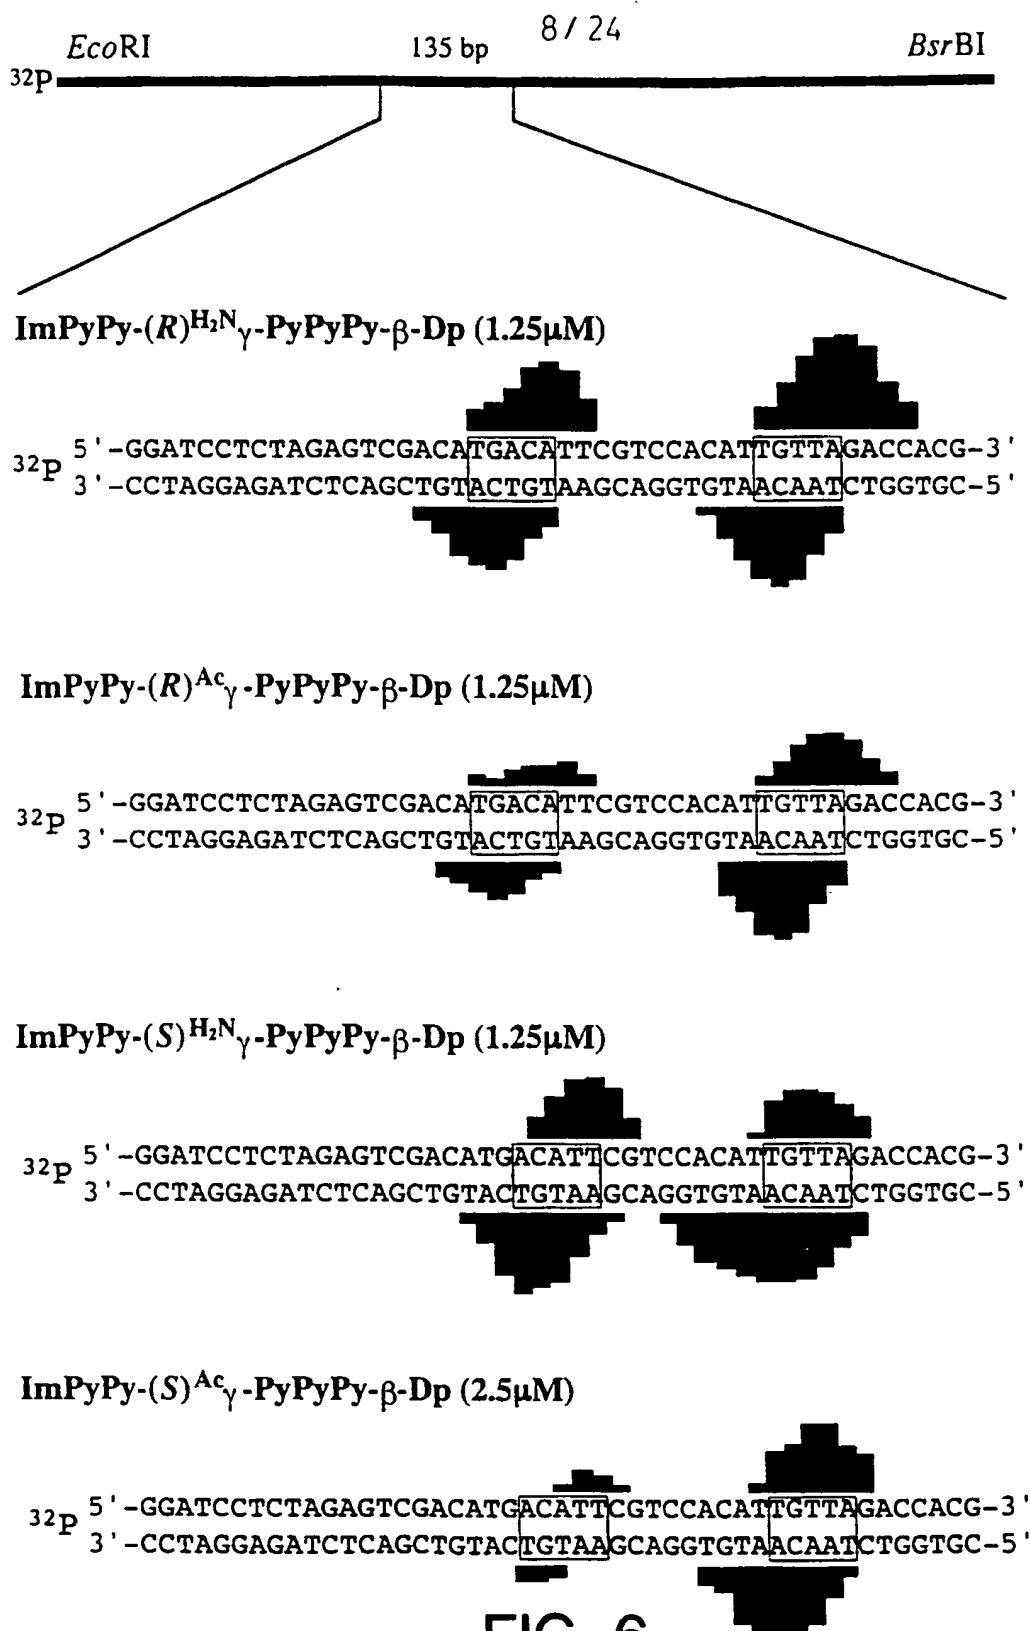 8/24
EcoRI 135 bp BsrBI
32P
ImPyPy-(R)H2Nγ-PyPyPy-β-Dp (1.25μM)
5'-GGATCCTCTAGAGTCGACATGACATTCGTCCACATTGTTAGACCACG-3'
32P
3'-CCTAGGAGATCTCAGCTGTACTGTAAGCAGGTGTAACAATCTGGTGC-5'
ImPyPy-(R)Acγ-PyPyPy-β-Dp (1.25μM)
5'-GGATCCTCTAGAGTCGACATGACATTCGTCCACATTGTTAGACCACG-3'
32P
3'-CCTAGGAGATCTCAGCTGTACTGTAAGCAGGTGTAACAATCTGGTGC-5'
ImPyPy-(S)H2Nγ-PyPyPy-β-Dp (1.25μM)
5'-GGATCCTCTAGAGTCGACATGACATTCGTCCACATTGTTAGACCACG-3'
32P
3'-CCTAGGAGATCTCAGCTGTACTGTAAGCAGGTGTAACAATCTGGTGC-5'
ImPyPy-(S)Acγ-PyPyPy-β-Dp (2.5μM)
5'-GGATCCTCTAGAGTCGACATGACATTCGTCCACATTGTTAGACCACG-3'
32P
3'-CCTAGGAGATCTCAGCTGTACTGTAAGCAGGTGTAACAATCTGGTGC-5'
FIG. 6